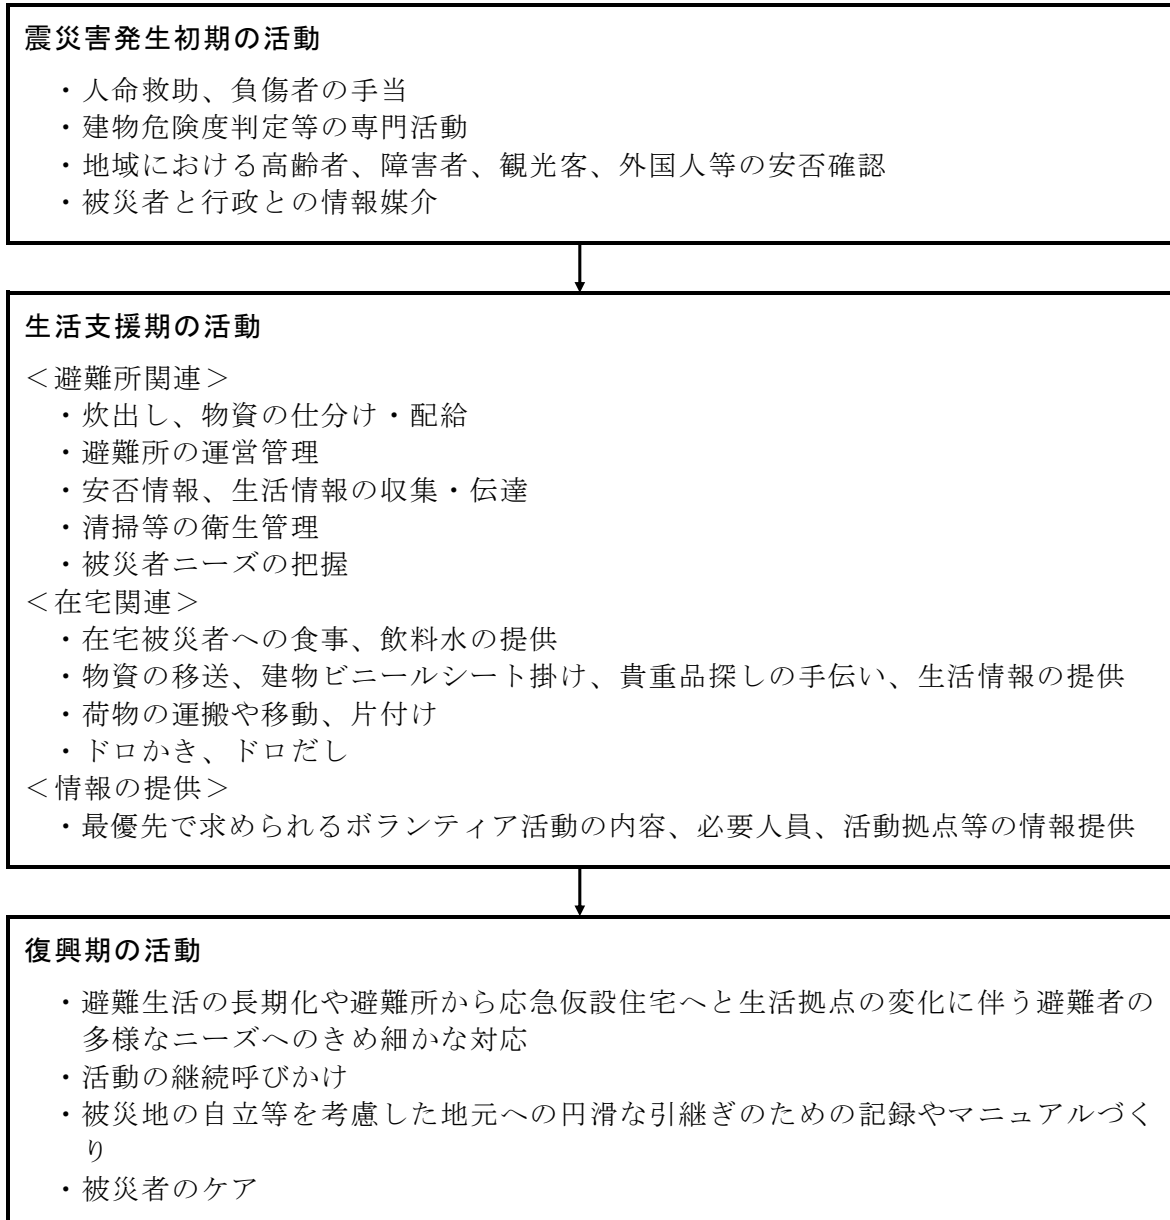 震災害発生初期の活動
・人命救助、負傷者の手当
・建物危険度判定等の専門活動
・地域における高齢者、障害者、観光客、外国人等の安否確認
・被災者と行政との情報媒介
生活支援期の活動
＜避難所関連＞
・炊出し、物資の仕分け・配給
・避難所の運営管理
・安否情報、生活情報の収集・伝達
・清掃等の衛生管理
・被災者ニーズの把握
＜在宅関連＞
・在宅被災者への食事、飲料水の提供
・物資の移送、建物ビニールシート掛け、貴重品探しの手伝い、生活情報の提供
・荷物の運搬や移動、片付け
・ドロかき、ドロだし
＜情報の提供＞
・最優先で求められるボランティア活動の内容、必要人員、活動拠点等の情報提供
復興期の活動
・避難生活の長期化や避難所から応急仮設住宅へと生活拠点の変化に伴う避難者の
多様なニーズへのきめ細かな対応
・活動の継続呼びかけ
・被災地の自立等を考慮した地元への円滑な引継ぎのための記録やマニュアルづく
り
・被災者のケア